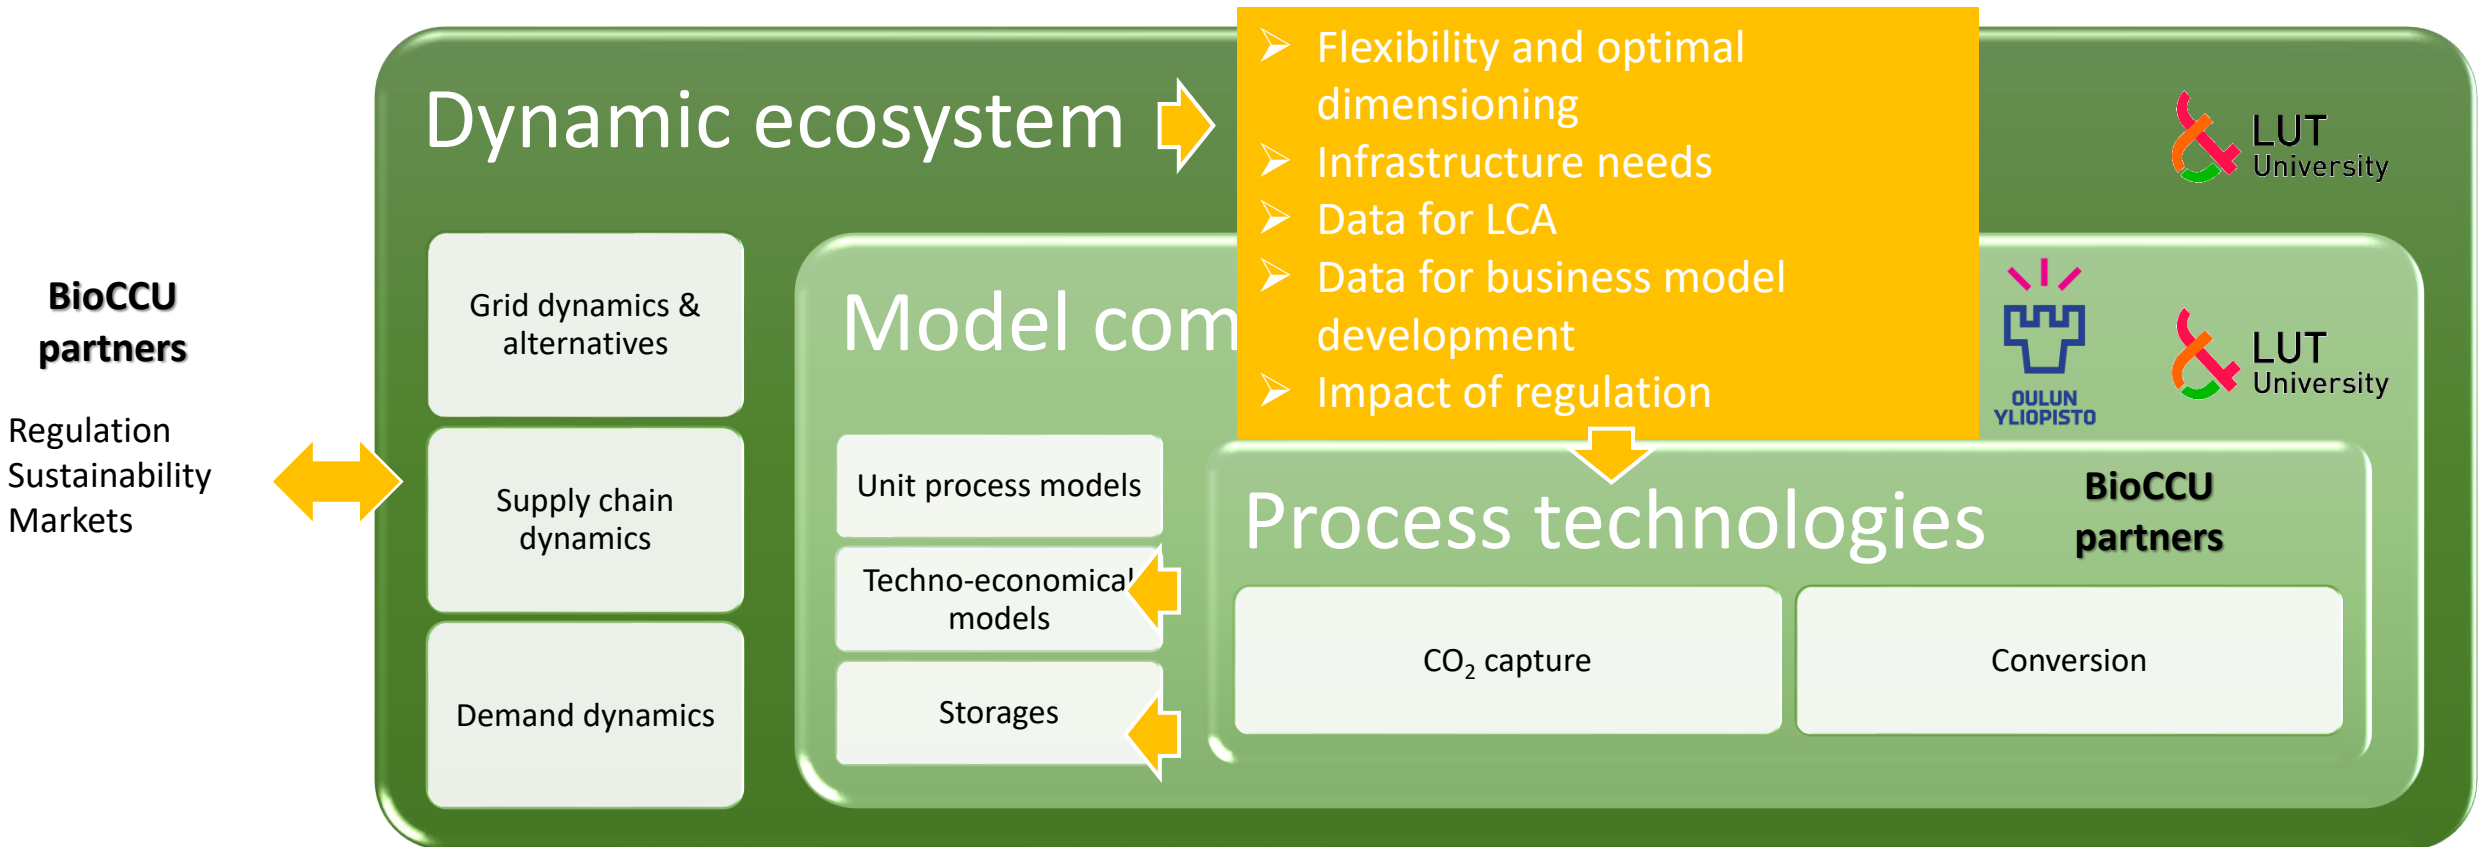 BioCCU
partners
Regulation
Sustainability
Markets
Dynamic ecosystem
Flexibility and optimal
dimensioning
Infrastructure needs
Data for LCA
Data for business model
development
Impact of regulation
LUT
University
Grid dynamics &
alternatives
Supply chain
dynamics
Demand dynamics
Model com
OULUN
YLIOPISTO
LUT
University
Unit process models
Techno-economical
models
Storages
Process technologies
BioCCU
partners
CO₂ capture
Conversion